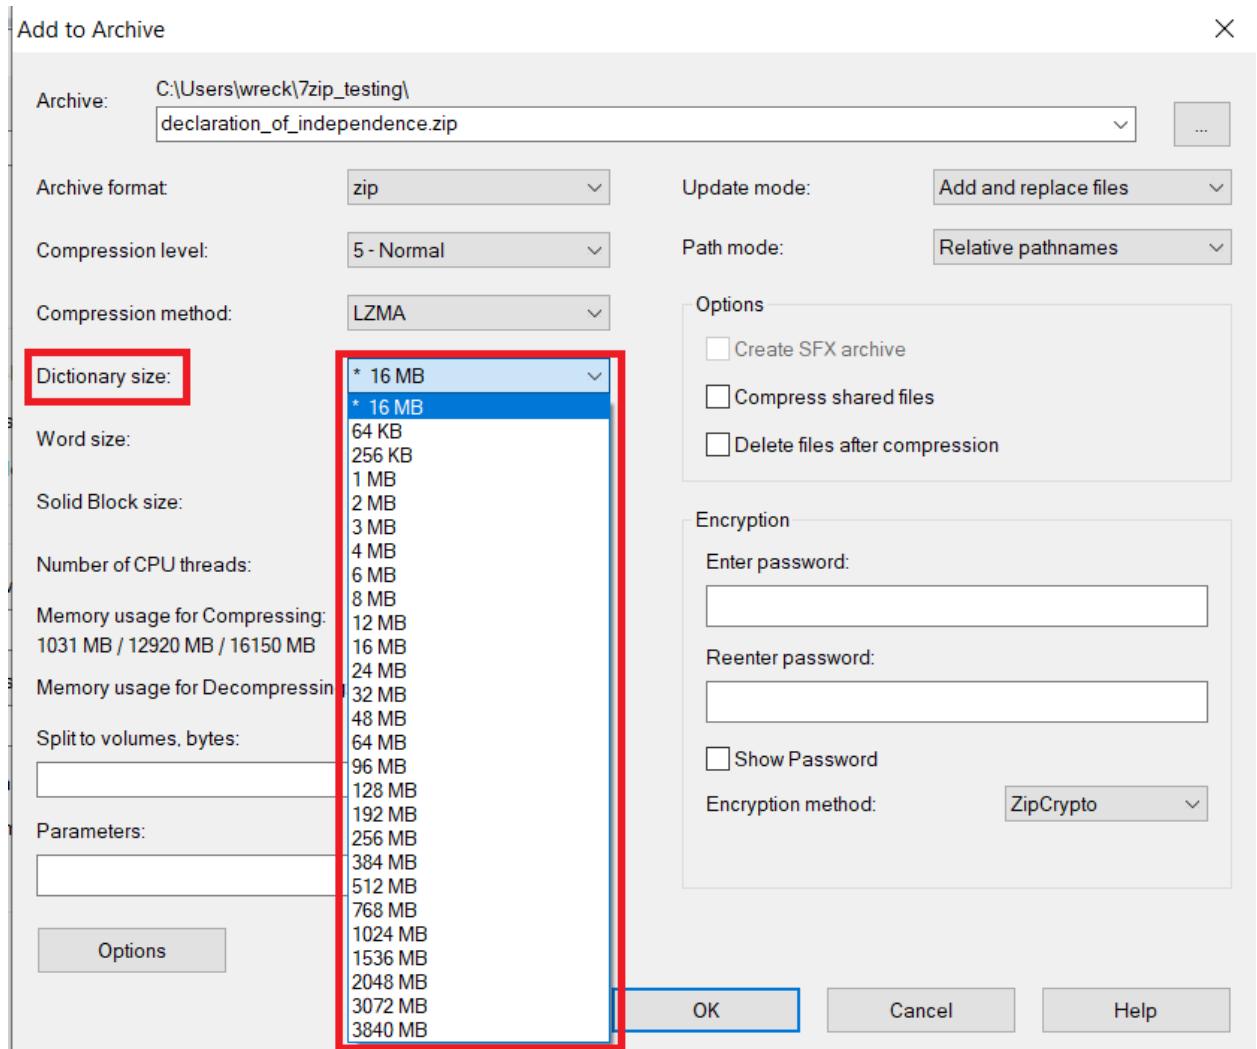 Add to Archive
Archive:
C:\Users\wreck\7zip_testing\
declaration_of_independence.zip
...
Archive format:
zip
Compression level:
5 - Normal
Compression method:
LZMA
Dictionary size:
* 16 MB
* 16 MB
64 KB
256 KB
1 MB
2 MB
3 MB
4 MB
6 MB
8 MB
12 MB
16 MB
24 MB
32 MB
48 MB
64 MB
96 MB
128 MB
192 MB
256 MB
384 MB
512 MB
768 MB
1024 MB
1536 MB
2048 MB
3072 MB
3840 MB
Word size:
Solid Block size:
Number of CPU threads:
Memory usage for Compressing:
1031 MB / 12920 MB / 16150 MB
Memory usage for Decompressing
Split to volumes, bytes:
Parameters:
Options
Update mode:
Add and replace files
Path mode:
Relative pathnames
Options
Create SFX archive
Compress shared files
Delete files after compression
Encryption
Enter password:
Reenter password:
Show Password
Encryption method:
ZipCrypto
OK
Cancel
Help